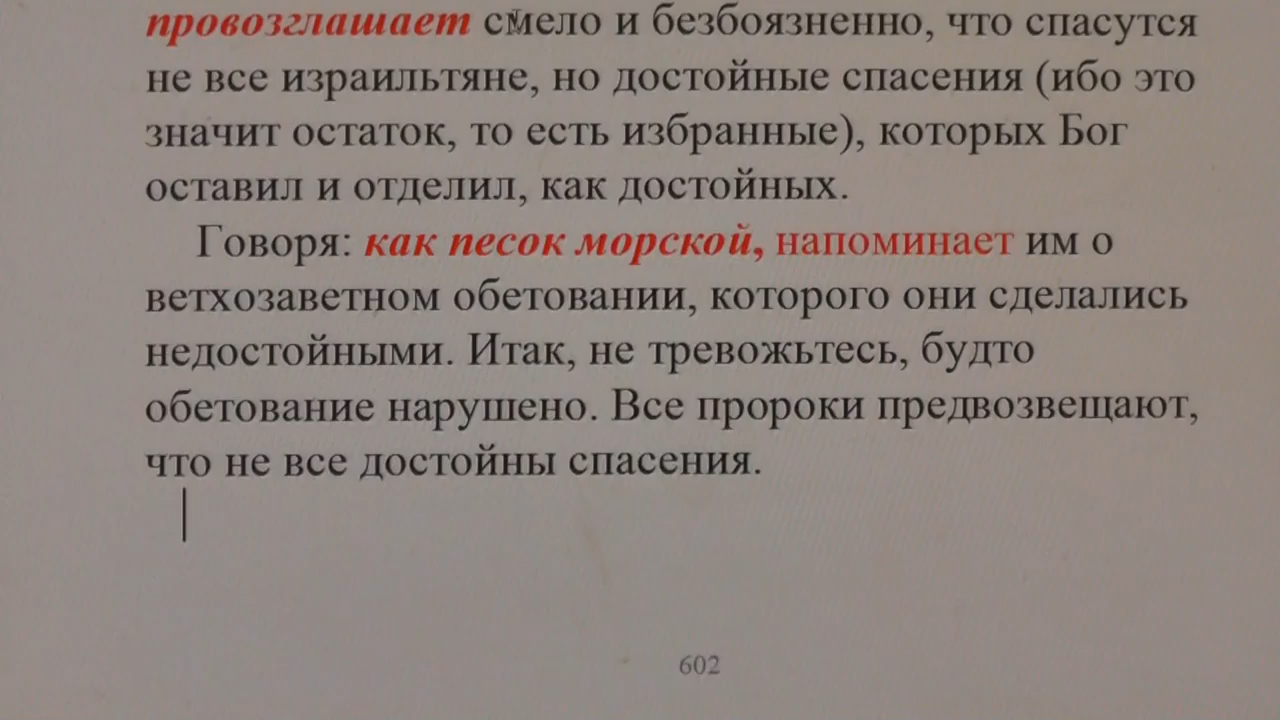 провозглашает смело и безбоязненно, что спасутся
не все израильтяне, но достойные спасения (ибо это
значит остаток, то есть избранные), которых Бог
оставил и отделил, как достойных.
Говоря: как песок морской, напоминает им о
ветхозаветном обетовании, которого они сделались
недостойными. Итак, не тревожьтесь, будто
обетование нарушено. Все пророки предвозвещают,
что не все достойны спасения.
602